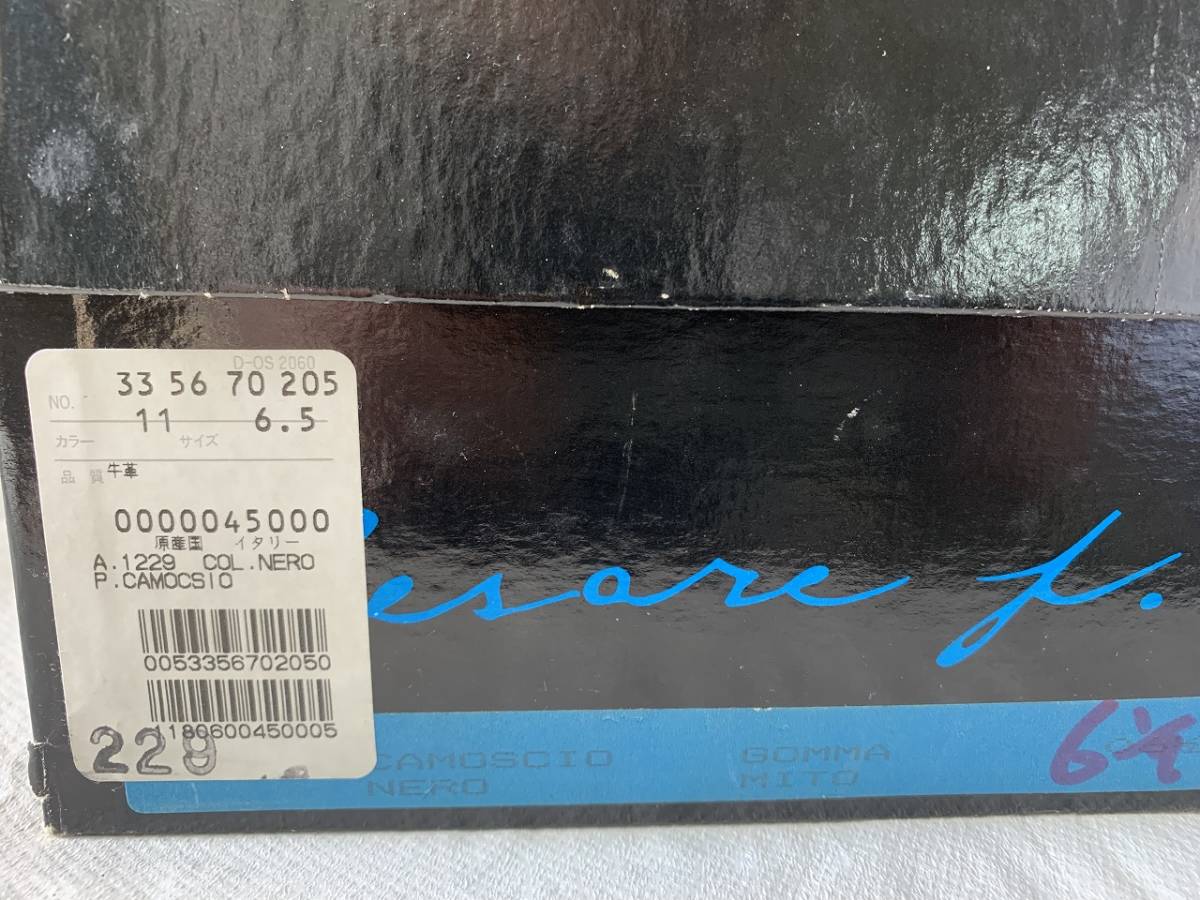 D-OS 2060
NO. 33 56 70 205
カラー 11 サイズ 6.5
品質 牛革
0000045000
原産国 イタリー
A.1229 COL.NERO
P.CAMOCSIO
0053356702050
1180600450005
229
esare p.
CAMOSCIO GOMMA
NERO MITO
6½